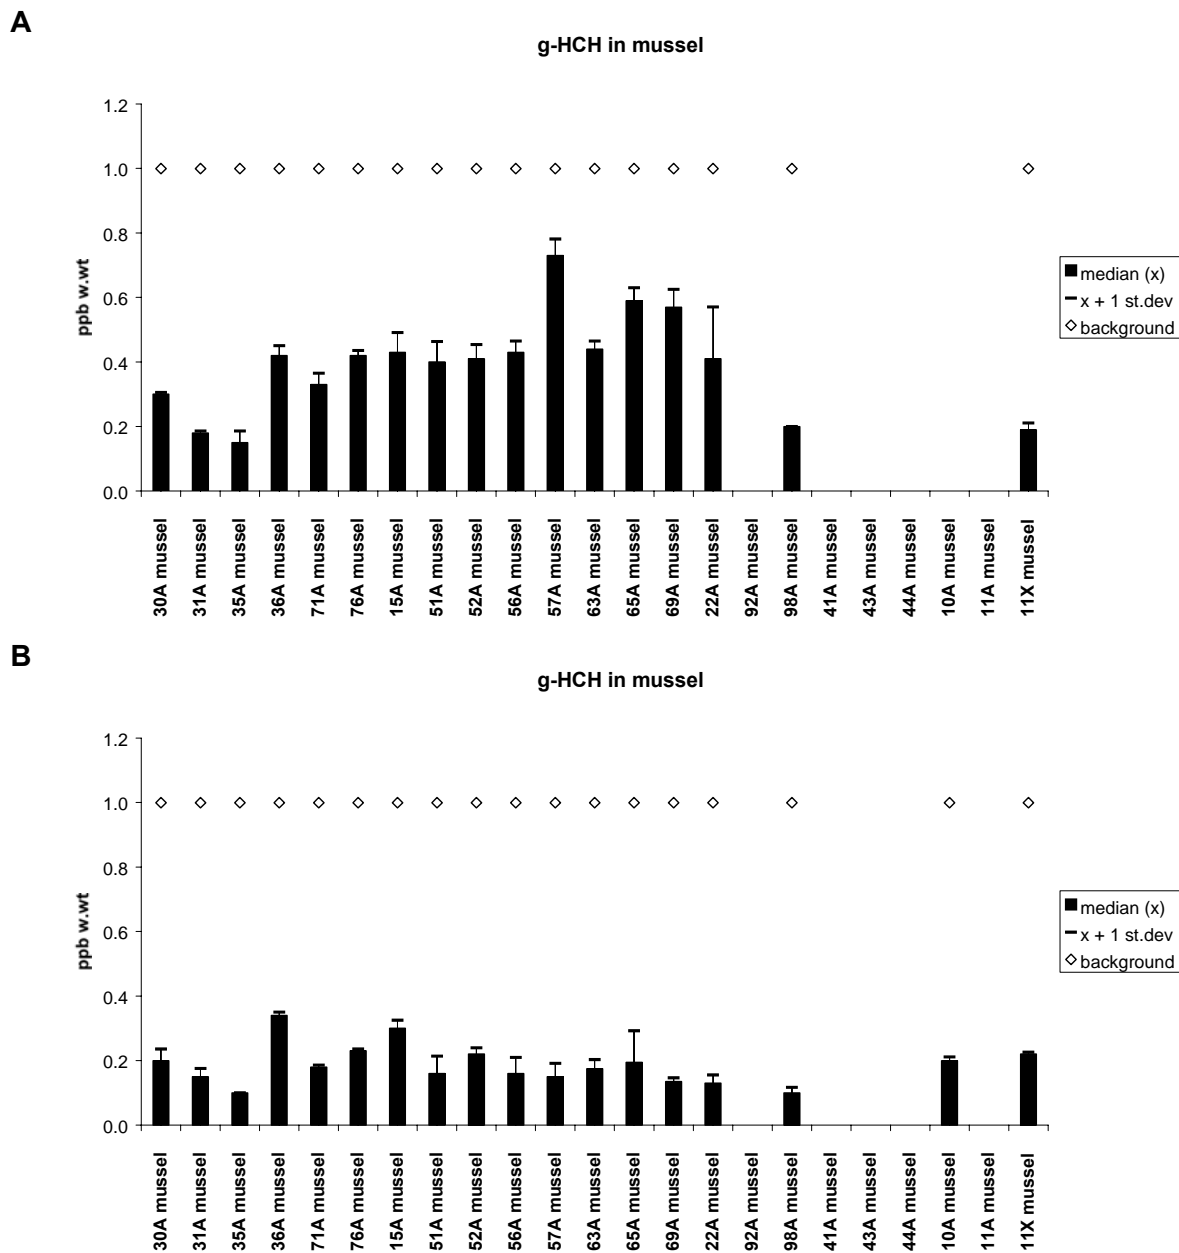 A
g-HCH in mussel
1.2
1.0
0.8
0.6
0.4
0.2
0.0
ppb w.wt
median (x)
x + 1 st.dev
background
30A mussel
31A mussel
35A mussel
36A mussel
71A mussel
76A mussel
15A mussel
51A mussel
52A mussel
56A mussel
57A mussel
63A mussel
65A mussel
69A mussel
22A mussel
92A mussel
98A mussel
41A mussel
43A mussel
44A mussel
10A mussel
11A mussel
11X mussel
B
g-HCH in mussel
1.2
1.0
0.8
0.6
0.4
0.2
0.0
ppb w.wt
median (x)
x + 1 st.dev
background
30A mussel
31A mussel
35A mussel
36A mussel
71A mussel
76A mussel
15A mussel
51A mussel
52A mussel
56A mussel
57A mussel
63A mussel
65A mussel
69A mussel
22A mussel
92A mussel
98A mussel
41A mussel
43A mussel
44A mussel
10A mussel
11A mussel
11X mussel